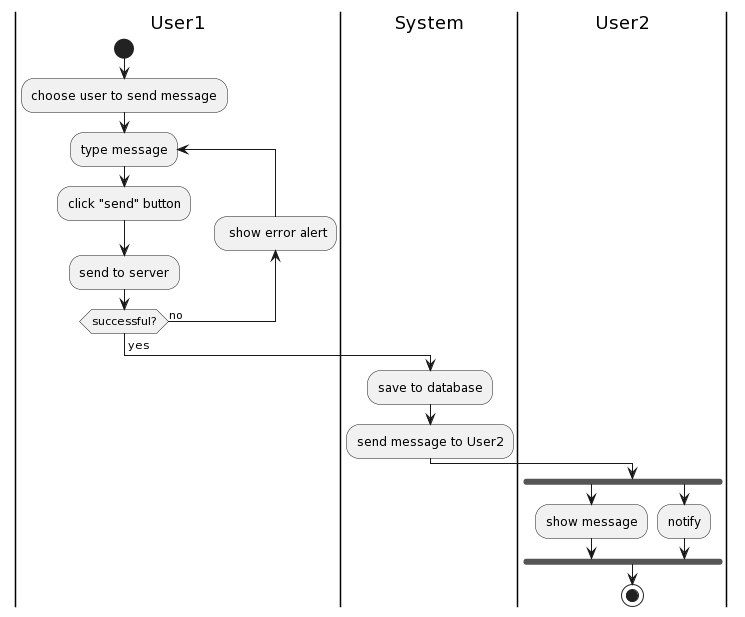 User1
System
User2
choose user to send message
type message
click "send" button
show error alert
send to server
successful?
no
yes
save to database
send message to User2
show message
notify